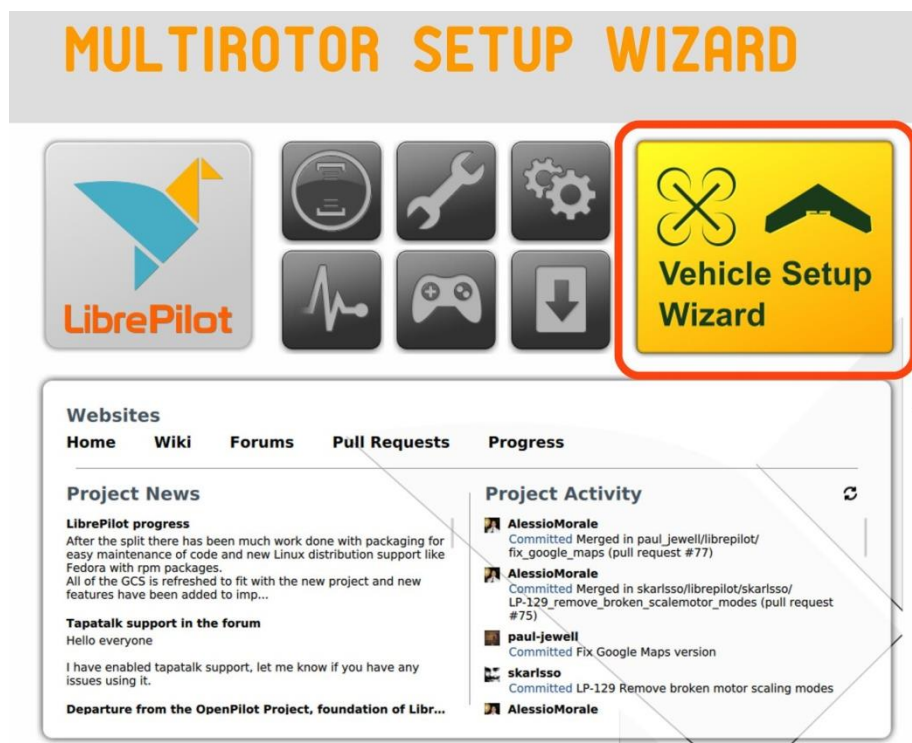 MULTIROTOR SETUP WIZARD
LibrePilot
Vehicle Setup
Wizard
Websites
Home Wiki Forums Pull Requests Progress
Project News
LibrePilot progress
After the split there has been much work done with packaging for
easy maintenance of code and new Linux distribution support like
Fedora with rpm packages.
All of the GCS is refreshed to fit with the new project and new
features have been added to imp...
Tapatalk support in the forum
Hello everyone
I have enabled tapatalk support, let me know if you have any
issues using it.
Departure from the OpenPilot Project, foundation of Libr...
Project Activity
AlessioMorale
Committed Merged in paul_jewell/librepilot/
fix_google_maps (pull request #77)
AlessioMorale
Committed Merged in skarlsso/librepilot/skarlsso/
LP-129_remove_broken_scalemotor_modes (pull request
#75)
paul-jewell
Committed Fix Google Maps version
skarlsso
Committed LP-129 Remove broken motor scaling modes
AlessioMorale